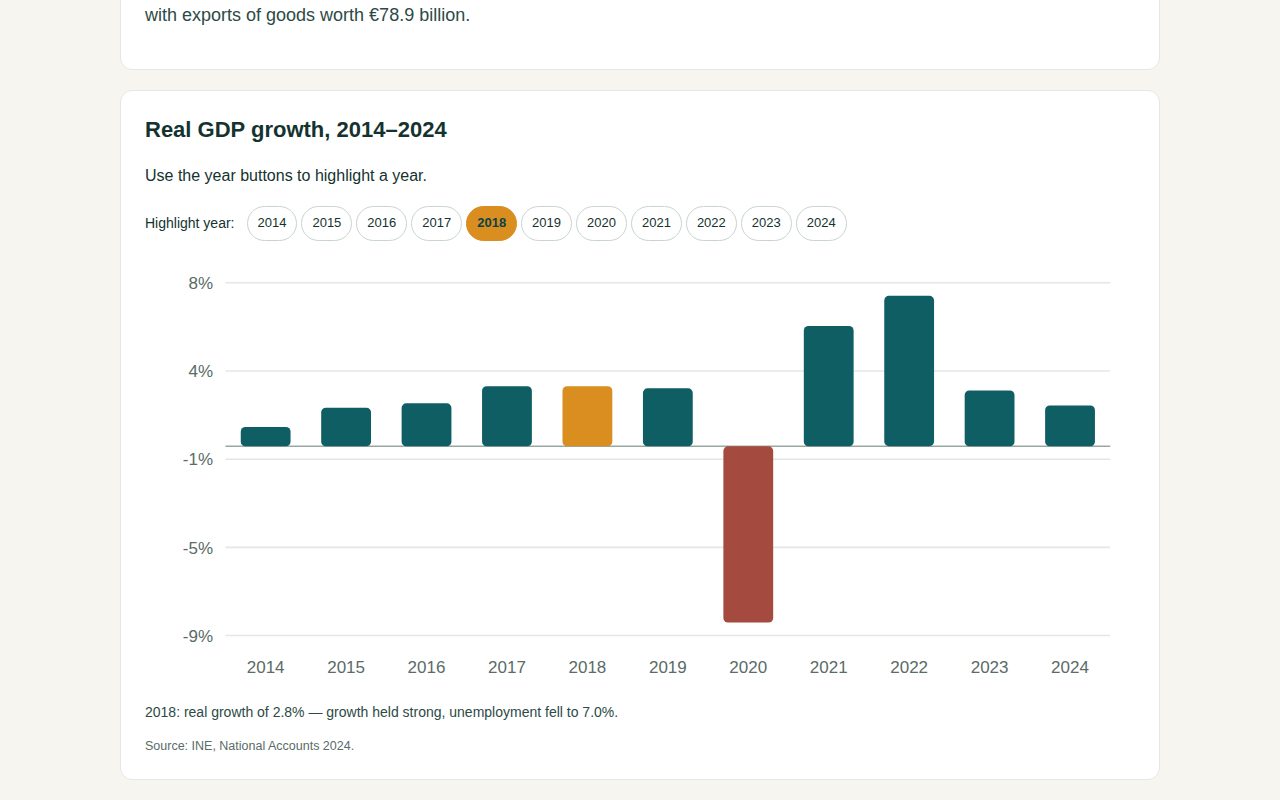 with exports of goods worth €78.9 billion.
Real GDP growth, 2014–2024
Use the year buttons to highlight a year.
Highlight year: 2014 2015 2016 2017 2018 2019 2020 2021 2022 2023 2024
8%
4%
-1%
-5%
-9%
2014 2015 2016 2017 2018 2019 2020 2021 2022 2023 2024
2018: real growth of 2.8% — growth held strong, unemployment fell to 7.0%.
Source: INE, National Accounts 2024.